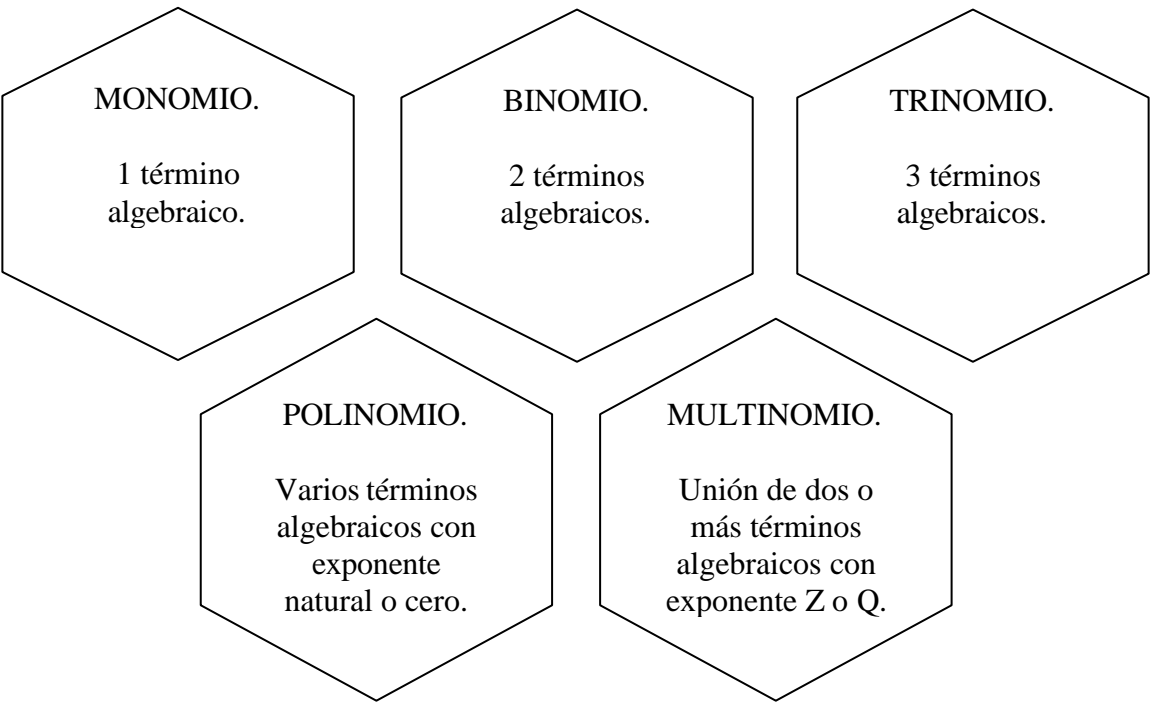 MONOMIO.
1 término
algebraico.
BINOMIO.
2 términos
algebraicos.
TRINOMIO.
3 términos
algebraicos.
POLINOMIO.
Varios términos
algebraicos con
exponente
natural o cero.
MULTINOMIO.
Unión de dos o
más términos
algebraicos con
exponente Z o Q.